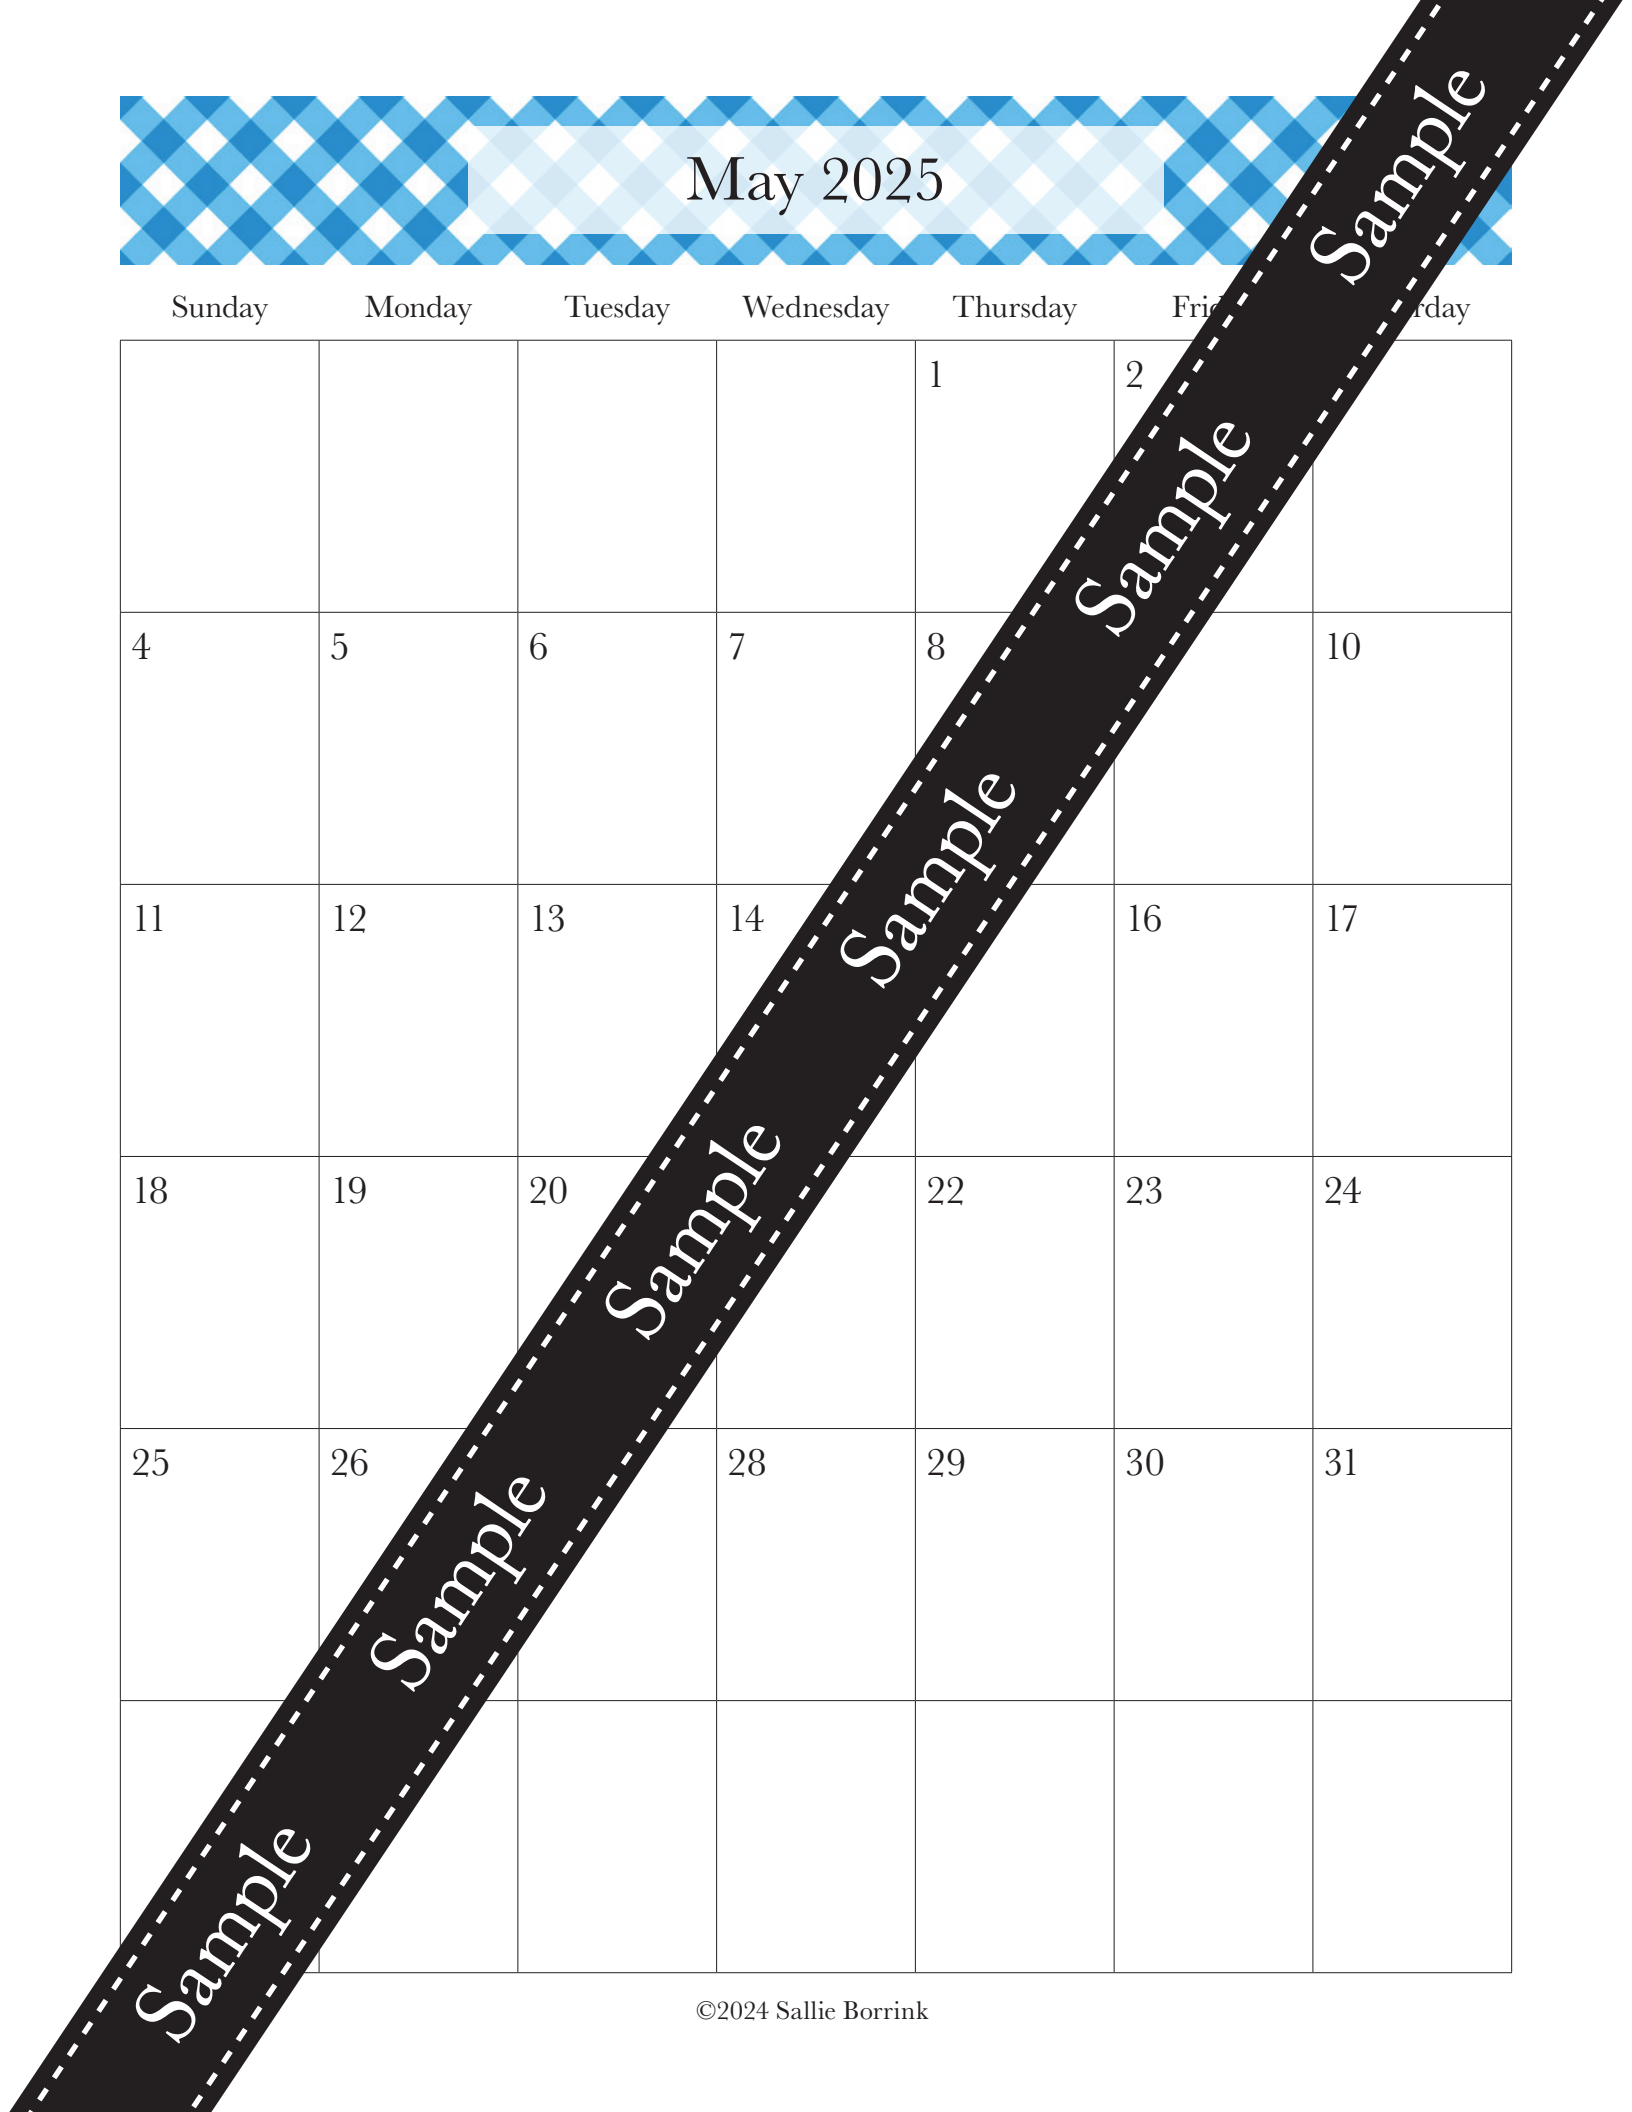 May 2025
Sunday Monday Tuesday Wednesday Thursday Fri rday
1 2
4 5 6 7 8 10
11 12 13 14 16 17
18 19 20 22 23 24
25 26 28 29 30 31
©2024 Sallie Borrink
Sample
Sample
Sample
Sample
Sample
Sample